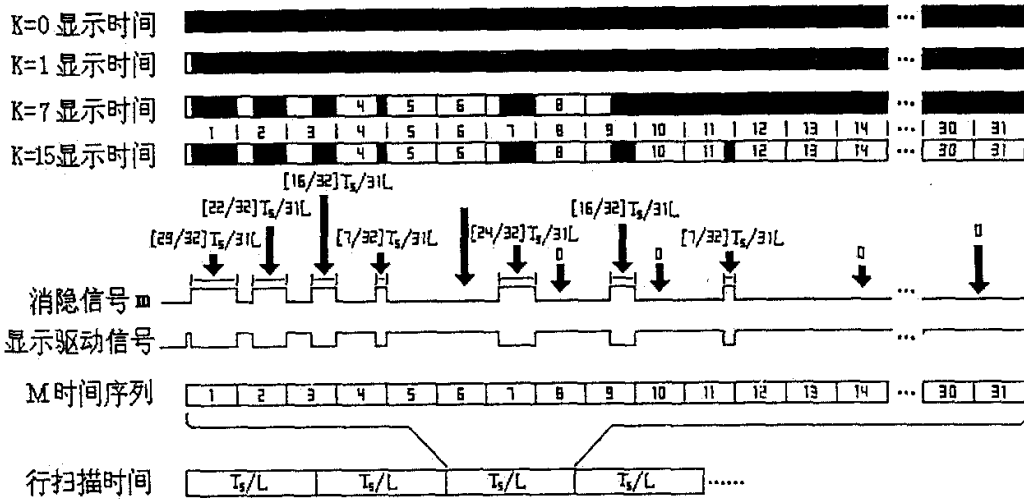 K=0 显示时间 ...
K=1 显示时间 ...
K=7 显示时间 4 5 6 8 ...
1 2 3 4 5 6 7 8 9 10 11 12 13 14 ... 30 31
K=15显示时间 4 5 6 8 10 11 12 13 14 ... 30 31
[16/32]Ts/31L
[22/32]Ts/31L [16/32]Ts/31L
[29/32]Ts/31L [7/32]Ts/31L [24/32]Ts/31L 0 0 [7/32]Ts/31L 0 0
消隐信号 m ...
显示驱动信号 ...
M时间序列 1 2 3 4 5 6 7 8 9 10 11 12 13 14 ... 30 31
行扫描时间 Ts/L Ts/L Ts/L Ts/L ......